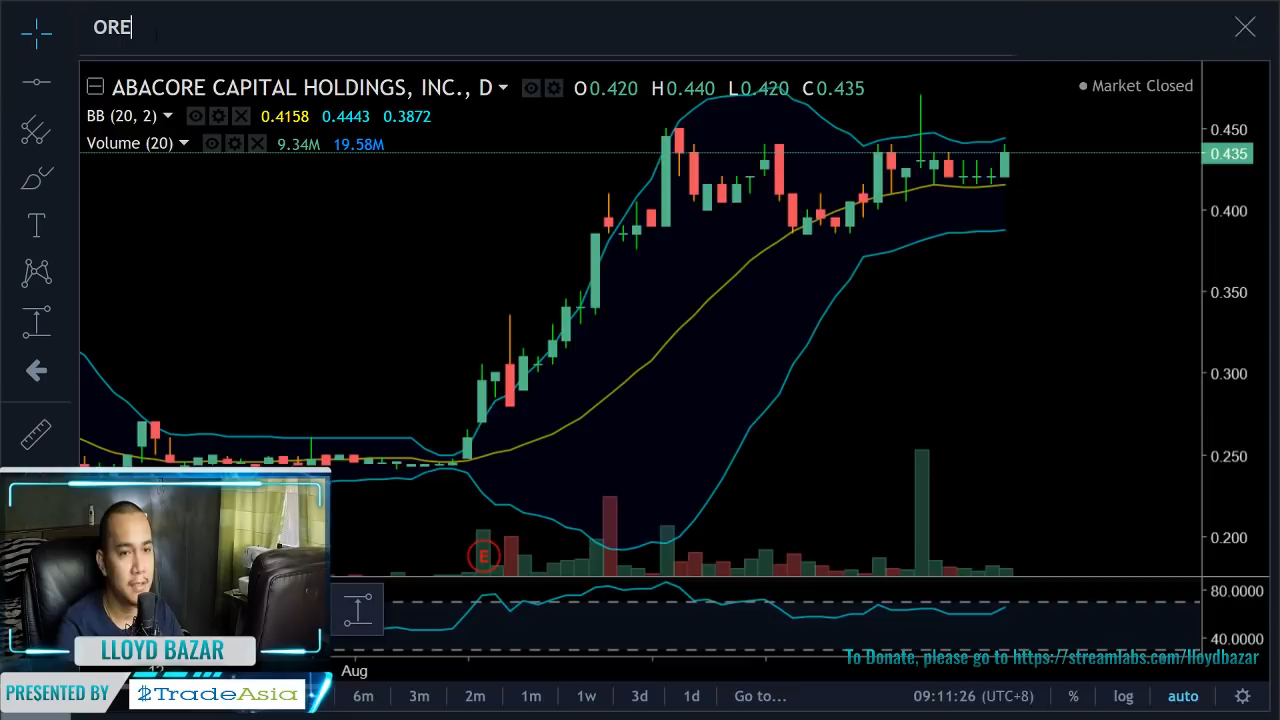 ORE
ABACORE CAPITAL HOLDINGS, INC., D O0.420 H0.440 L0.420 C0.435
Market Closed
BB (20, 2) 0.4158 0.4443 0.3872
Volume (20) 9.34M 19.58M
0.450
0.435
0.400
0.350
0.300
0.250
0.200
E
80.0000
40.0000
T
LLOYD BAZAR
To Donate, please go to https://streamlabs.com/lloydbazar
Aug
PRESENTED BY TradeAsia
6m 3m 2m 1m 1w 3d 1d Go to... 09:11:26 (UTC+8) % log auto